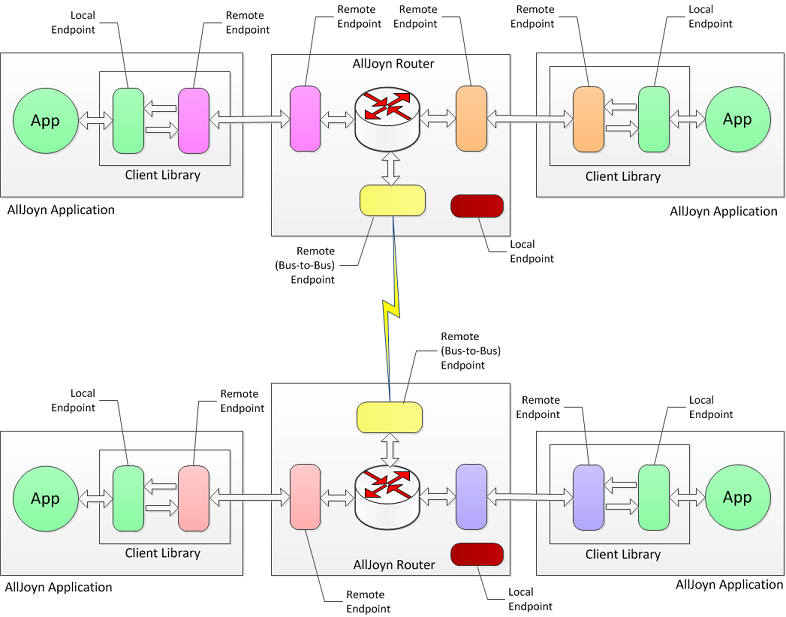 Local
Endpoint
Remote
Endpoint
Remote
Endpoint
Remote
Endpoint
Remote
Endpoint
Local
Endpoint
AllJoyn Router
App
App
Client Library
Client Library
AllJoyn Application
AllJoyn Application
Remote
(Bus-to-Bus)
Endpoint
Local
Endpoint
Remote
(Bus-to-Bus)
Endpoint
Local
Endpoint
Remote
Endpoint
Remote
Endpoint
Local
Endpoint
App
App
Client Library
Client Library
AllJoyn Router
AllJoyn Application
AllJoyn Application
Remote
Endpoint
Local
Endpoint